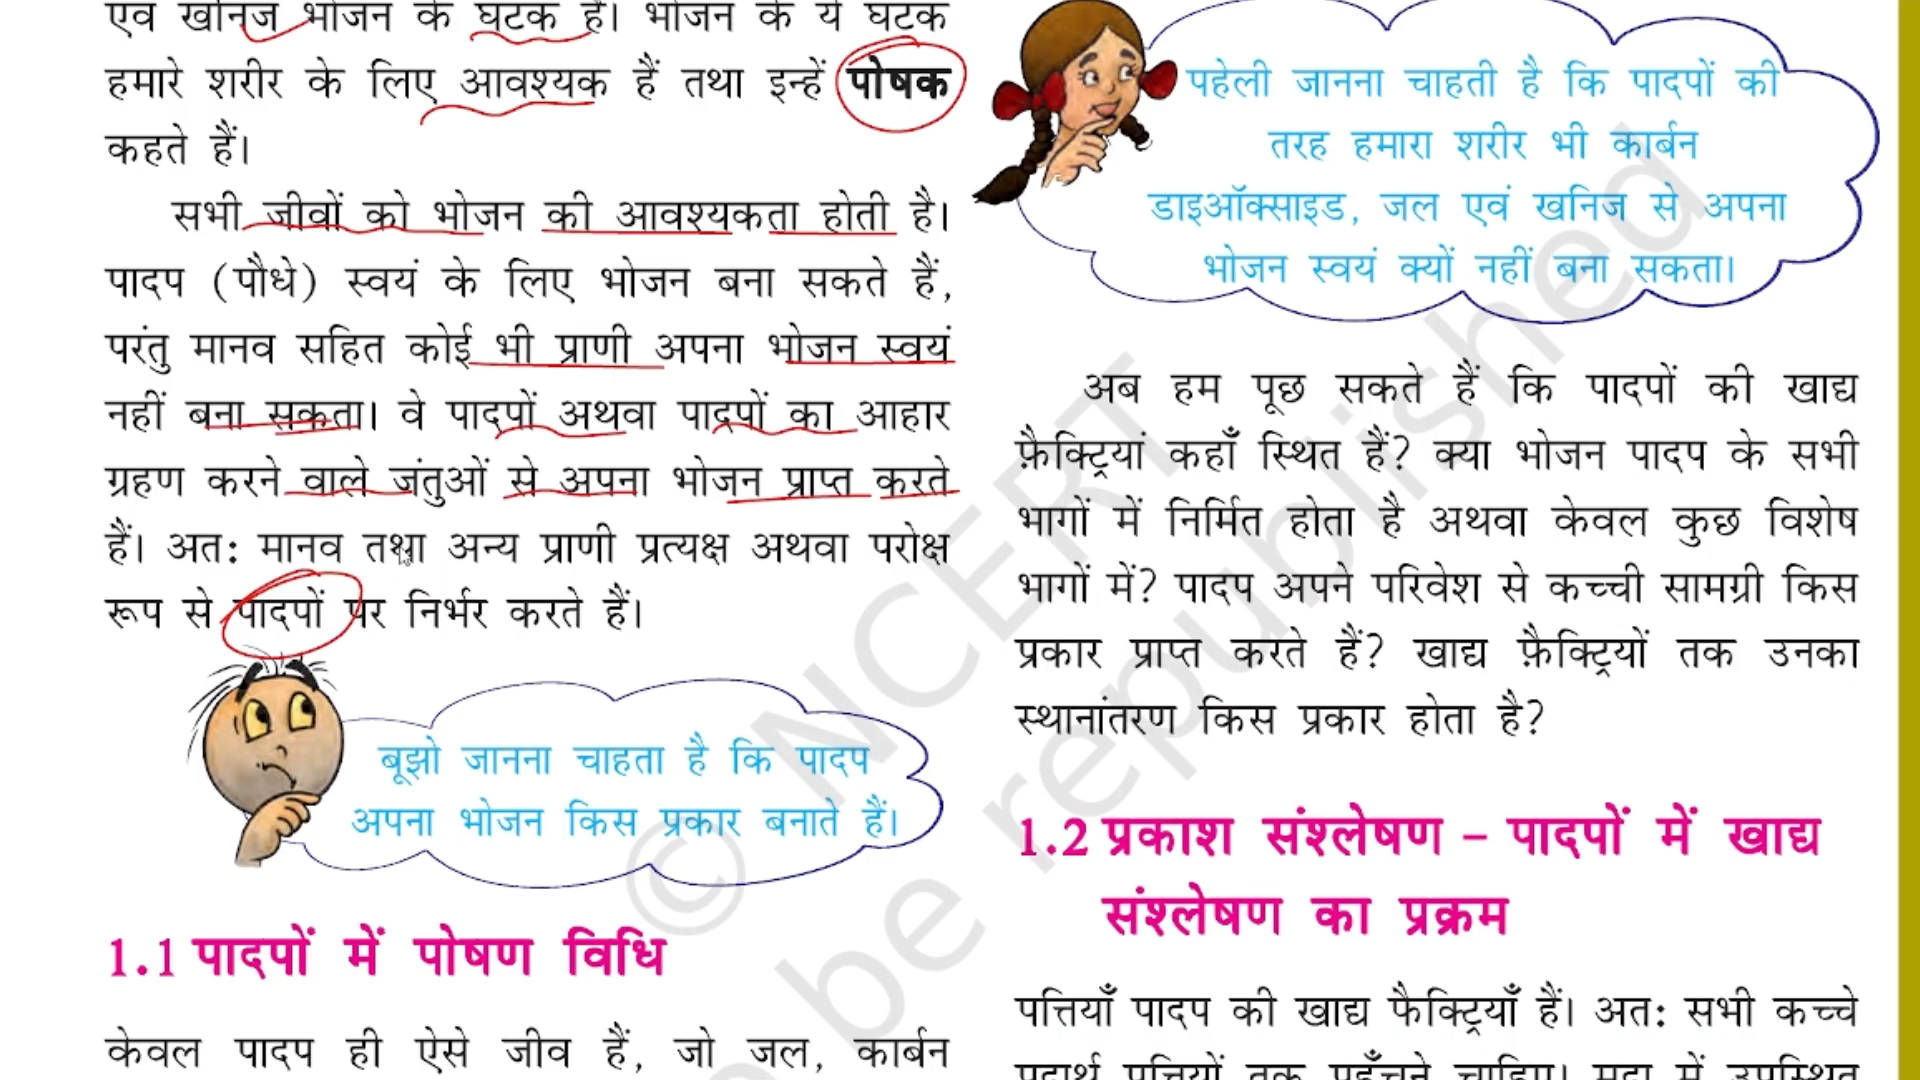 एवं खनिज भोजन के घटक हैं। भोजन के ये घटक
हमारे शरीर के लिए आवश्यक हैं तथा इन्हें पोषक
कहते हैं।
सभी जीवों को भोजन की आवश्यकता होती है।
पादप (पौधे) स्वयं के लिए भोजन बना सकते हैं,
परंतु मानव सहित कोई भी प्राणी अपना भोजन स्वयं
नहीं बना सकता। वे पादपों अथवा पादपों का आहार
ग्रहण करने वाले जंतुओं से अपना भोजन प्राप्त करते
हैं। अत: मानव तथा अन्य प्राणी प्रत्यक्ष अथवा परोक्ष
रूप से पादपों पर निर्भर करते हैं।
बूझो जानना चाहता है कि पादप
अपना भोजन किस प्रकार बनाते हैं।
1.1 पादपों में पोषण विधि
केवल पादप ही ऐसे जीव हैं, जो जल, कार्बन
पहेली जानना चाहती है कि पादपों की
तरह हमारा शरीर भी कार्बन
डाइऑक्साइड, जल एवं खनिज से अपना
भोजन स्वयं क्यों नहीं बना सकता।
अब हम पूछ सकते हैं कि पादपों की खाद्य
फ़ैक्ट्रियां कहाँ स्थित हैं? क्या भोजन पादप के सभी
भागों में निर्मित होता है अथवा केवल कुछ विशेष
भागों में? पादप अपने परिवेश से कच्ची सामग्री किस
प्रकार प्राप्त करते हैं? खाद्य फ़ैक्ट्रियों तक उनका
स्थानांतरण किस प्रकार होता है?
1.2 प्रकाश संश्लेषण – पादपों में खाद्य
संश्लेषण का प्रक्रम
पत्तियाँ पादप की खाद्य फैक्ट्रियाँ हैं। अत: सभी कच्चे
पदार्थ पत्तियों तक पहुँचने चाहिए। मृदा में उपस्थित
© NCERT
be republished